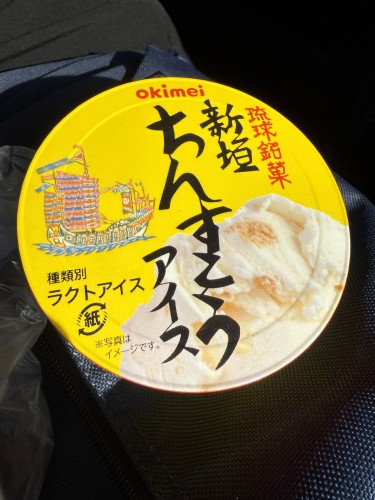 okimei
琉球銘菓
新垣
ちんすこう
アイス
種類別
ラクトアイス
紙
※写真は
イメージです。